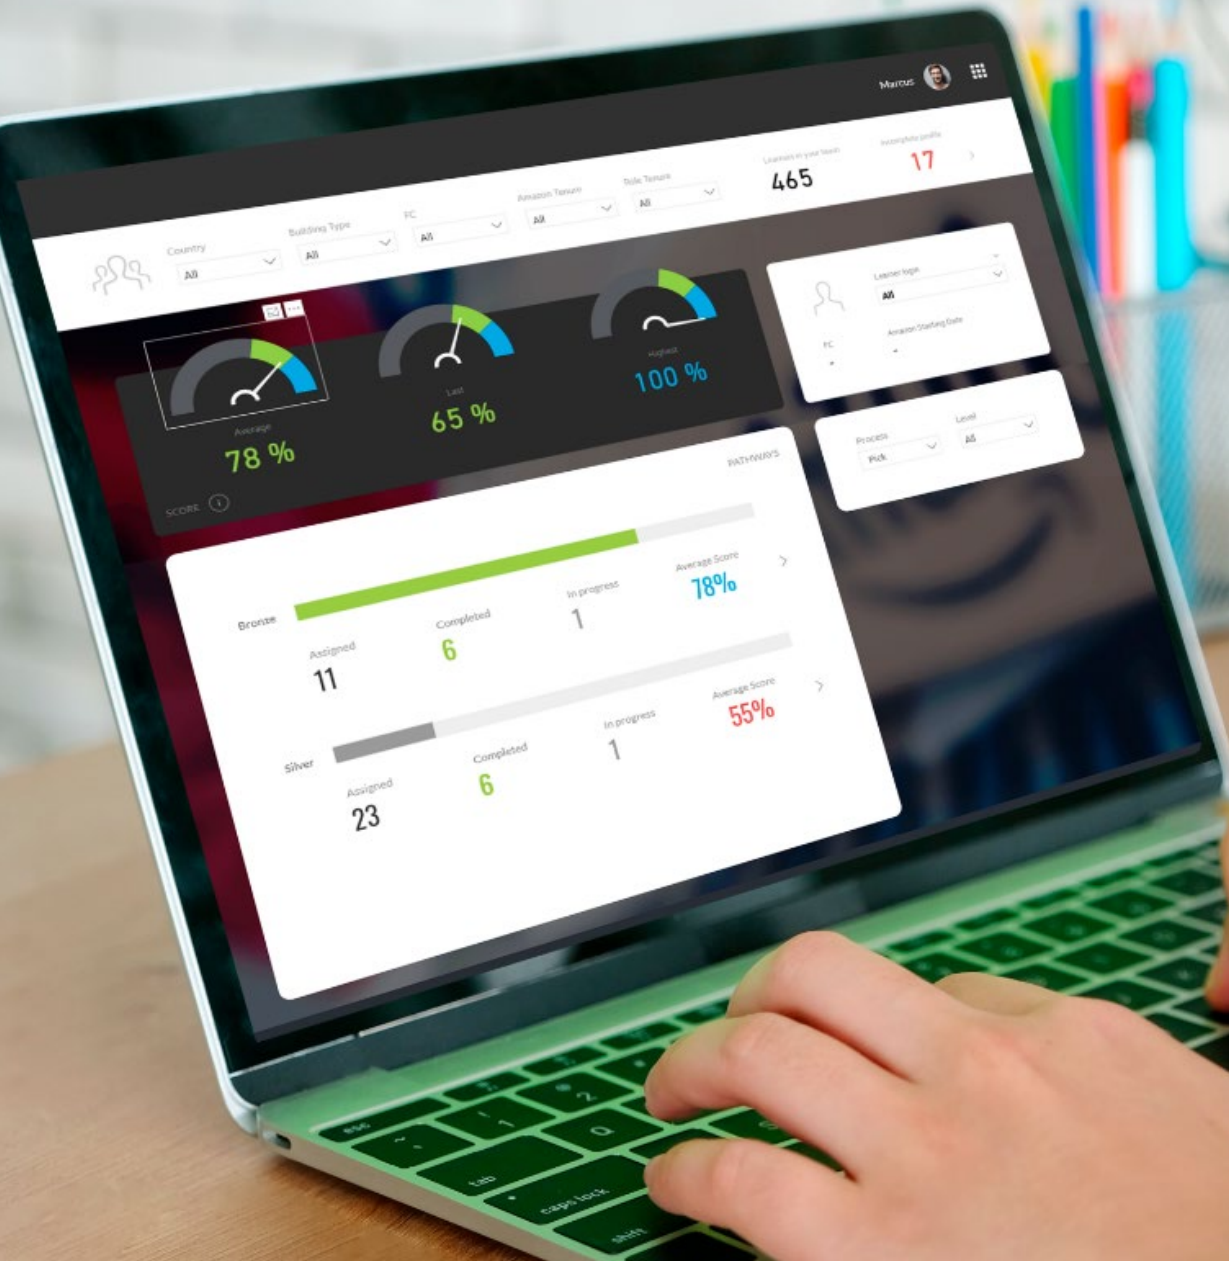 Marcus
Country
All
Building Type
All
FC
All
Amazon Tenure
All
Role Tenure
All
Learners in your team
465
Incomplete profile
17
Average
78 %
Last
65 %
Highest
100 %
SCORE
Learner login
All
FC
-
Amazon Starting Date
-
Process
Pick
Level
All
PATHWAYS
Bronze
Assigned
11
Completed
6
In progress
1
Average Score
78%
Silver
Assigned
23
Completed
6
In progress
1
Average Score
55%
esc
~ `
! 1
2
tab
Q
caps lock
shift